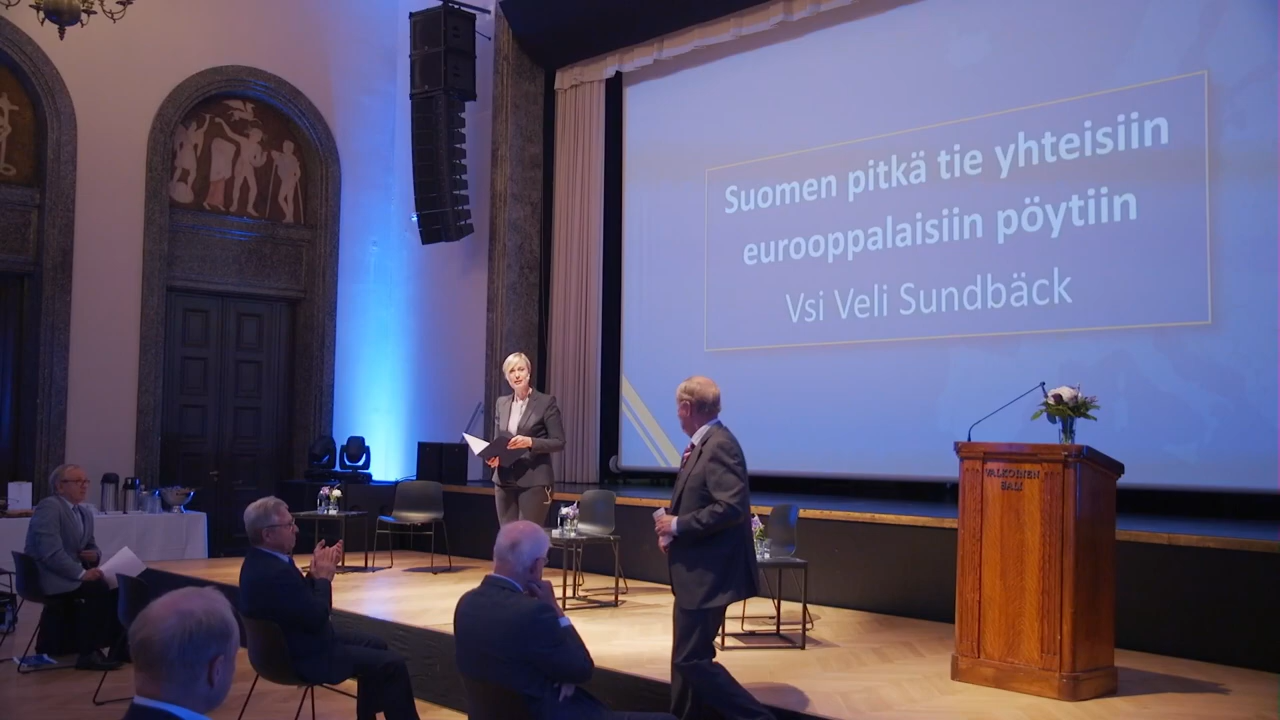 Suomen pitkä tie yhteisiin
eurooppalaisiin pöytiin
Vsi Veli Sundbäck
VALKOINEN
SALI